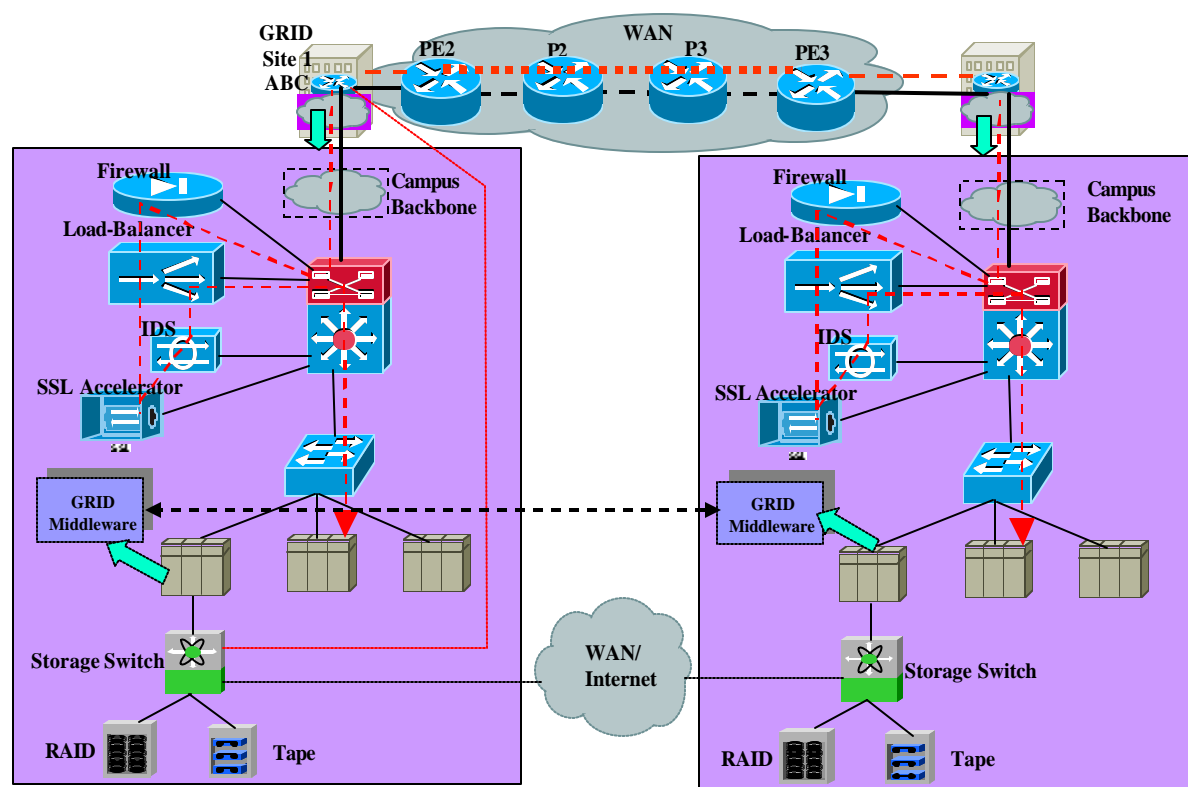 GRID
Site 1
ABC
PE2
P2
WAN
P3
PE3
Firewall
Campus
Backbone
Load-Balancer
IDS
SSL Accelerator
GRID
Middleware
Storage Switch
RAID
Tape
WAN/
Internet
Firewall
Campus
Backbone
Load-Balancer
IDS
SSL Accelerator
GRID
Middleware
Storage Switch
RAID
Tape